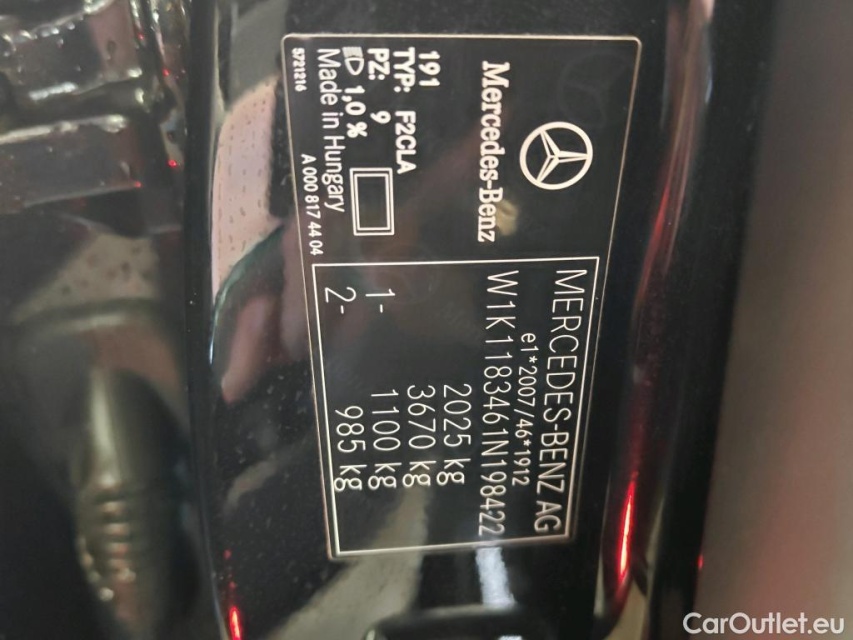 Mercedes-Benz
191
TYP: F2CLA
PZ: 9
1,0 %
Made in Hungary
S721216
A 000 817 44 04
MERCEDES-BENZ AG
e1*2007/46*1912
W1K1183461N198422
2025 kg
3670 kg
1- 1100 kg
2- 985 kg
CarOutlet.eu